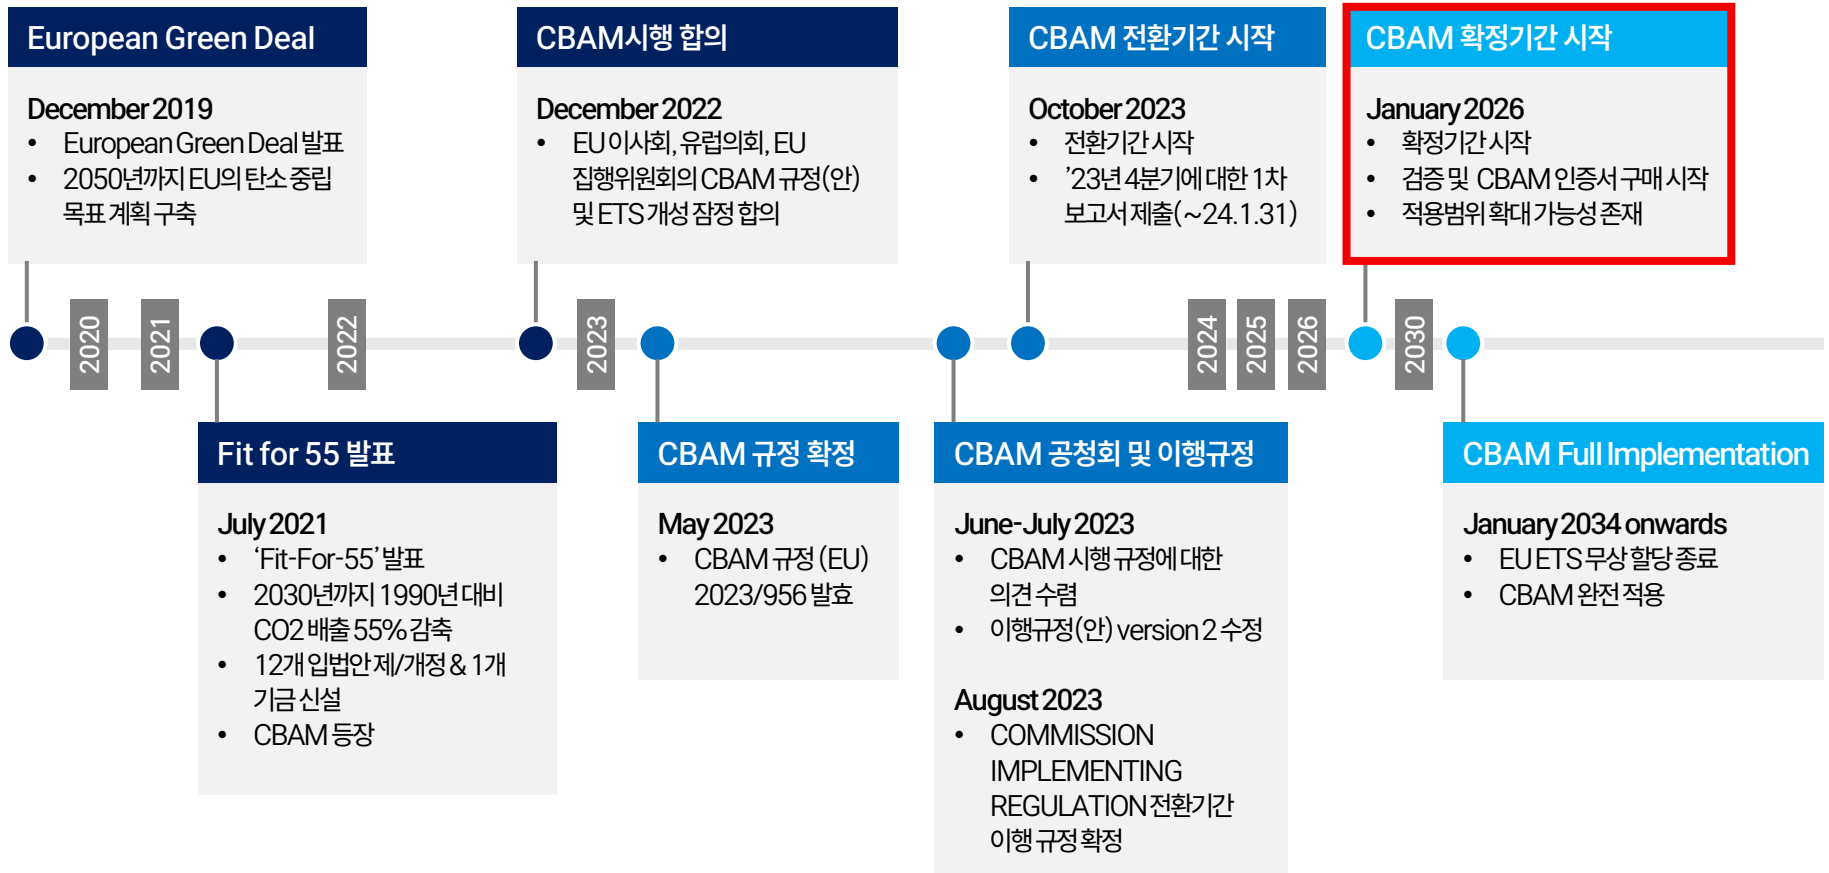 European Green Deal
December 2019
• European Green Deal 발표
• 2050년까지 EU의 탄소 중립
목표 계획 구축
CBAM시행 합의
December 2022
• EU 이사회, 유럽의회, EU
집행위원회의 CBAM 규정(안)
및 ETS 개성 잠정 합의
CBAM 전환기간 시작
October 2023
• 전환기간 시작
• ’23년 4분기에 대한 1차
보고서 제출(~24.1.31)
CBAM 확정기간 시작
January 2026
• 확정기간 시작
• 검증 및 CBAM 인증서 구매 시작
• 적용범위 확대 가능성 존재
2020
2021
2022
2023
2024
2025
2026
2030
Fit for 55 발표
July 2021
• ‘Fit-For-55’ 발표
• 2030년까지 1990년 대비
CO2 배출 55% 감축
• 12개 입법안 제/개정 & 1개
기금 신설
• CBAM 등장
CBAM 규정 확정
May 2023
• CBAM 규정 (EU)
2023/956 발효
CBAM 공청회 및 이행규정
June-July 2023
• CBAM 시행 규정에 대한
의견 수렴
• 이행규정(안) version 2 수정
August 2023
• COMMISSION
IMPLEMENTING
REGULATION 전환기간
이행 규정 확정
CBAM Full Implementation
January 2034 onwards
• EU ETS 무상 할당 종료
• CBAM 완전 적용